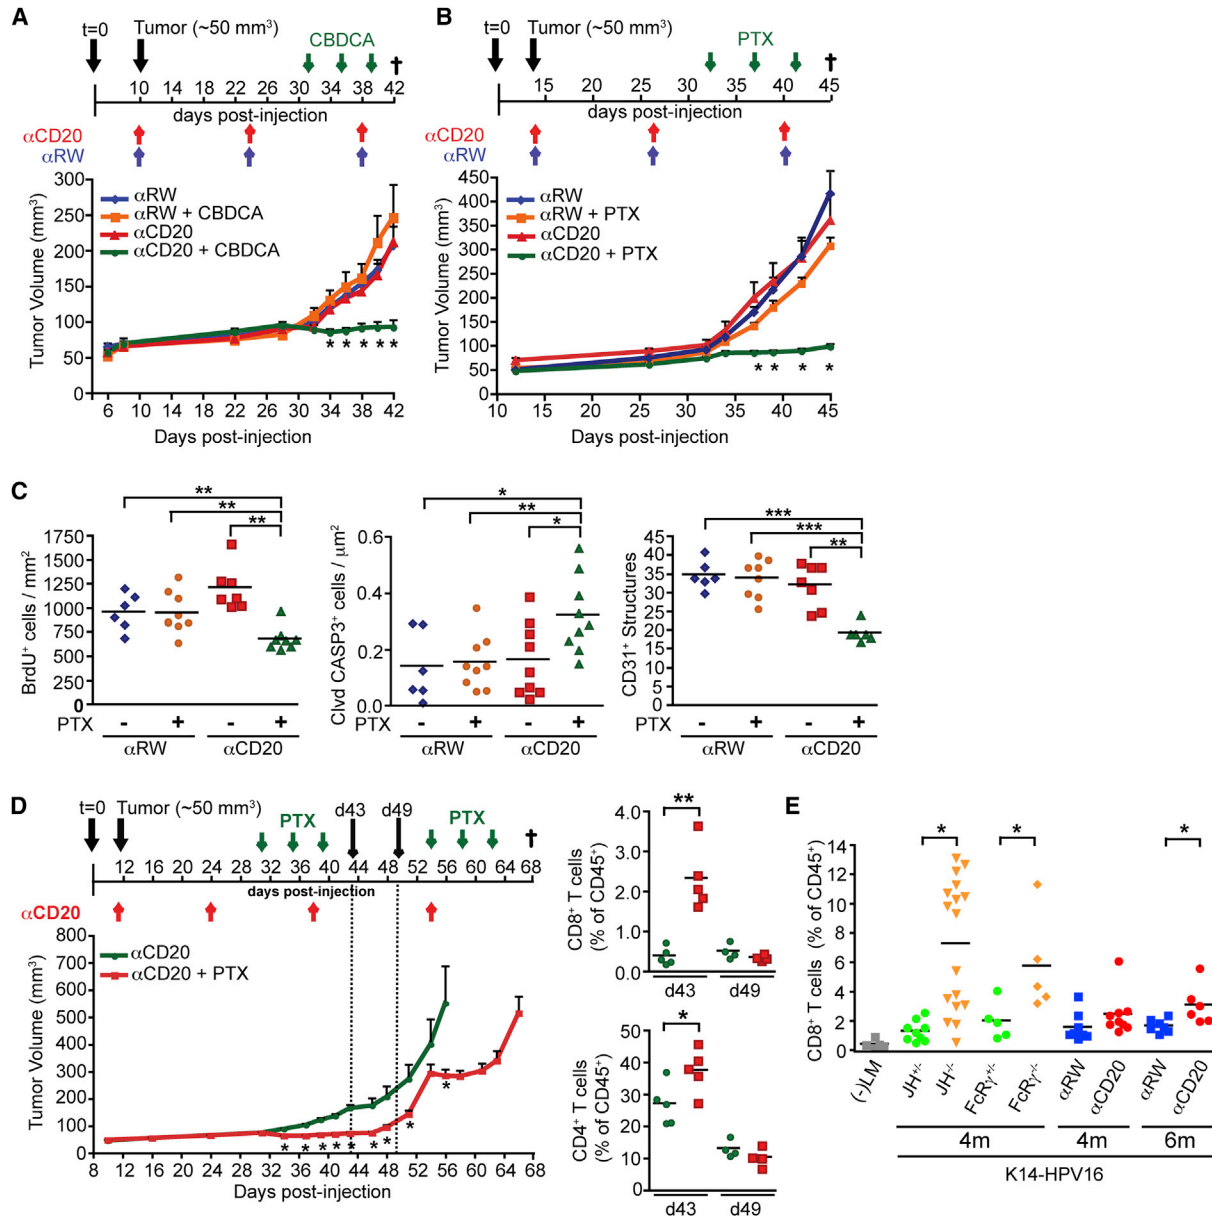 A
t=0 Tumor (~50 mm³)
CBDCA
10 14 18 22 26 30 34 38 42
days post-injection
αCD20
αRW
Tumor Volume (mm³)
300
250
200
150
100
50
0
αRW
αRW + CBDCA
αCD20
αCD20 + CBDCA
* * * * *
6 10 14 18 22 26 30 34 38 42
Days post-injection
B
t=0 Tumor (~50 mm³)
PTX
10 15 20 25 30 35 40 45
days post-injection
αCD20
αRW
Tumor Volume (mm³)
450
400
350
300
250
200
150
100
50
0
αRW
αRW + PTX
αCD20
αCD20 + PTX
* * * *
10 15 20 25 30 35 40 45
Days post-injection
C
**
**
**
BrdU⁺ cells / mm²
1750
1500
1250
1000
750
500
250
0
PTX - + - +
αRW αCD20
*
**
*
Clvd CASP3⁺ cells / μm²
0.6
0.4
0.2
0.0
PTX - + - +
αRW αCD20
***
***
**
CD31⁺ Structures
45
40
35
30
25
20
15
10
5
0
PTX - + - +
αRW αCD20
D
t=0 Tumor (~50 mm³) d43 d49
PTX PTX
12 16 20 24 28 32 36 40 44 48 52 56 60 64 68
days post-injection
αCD20
Tumor Volume (mm³)
800
700
600
500
400
300
200
100
0
αCD20
αCD20 + PTX
* * * * * * * * *
8 12 16 20 24 28 32 36 40 44 48 52 56 60 64 68
Days post-injection
CD8⁺ T cells
(% of CD45⁺)
4.0
3.0
2.0
1.0
0.0
**
d43 d49
CD4⁺ T cells
(% of CD45⁺)
50
40
30
20
10
0
*
d43 d49
E
CD8⁺ T cells (% of CD45⁺)
14
12
10
8
6
4
2
0
* * *
(-)LM JH⁺/⁻ JH⁻/⁻ FcRγ⁺/⁻ FcRγ⁻/⁻ αRW αCD20 αRW αCD20
4m 4m 6m
K14-HPV16